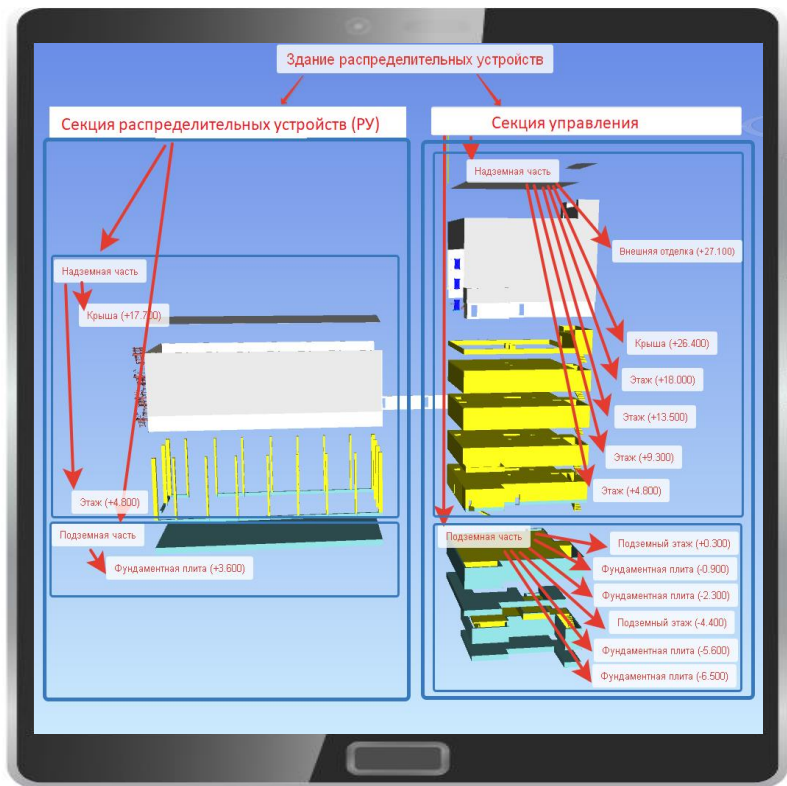 Здание распределительных устройств
Секция распределительных устройств (РУ)
Надземная часть
Крыша (+17.700)
Этаж (+4.800)
Подземная часть
Фундаментная плита (+3.600)
Секция управления
Надземная часть
Внешняя отделка (+27.100)
Крыша (+26.400)
Этаж (+18.000)
Этаж (+13.500)
Этаж (+9.300)
Этаж (+4.800)
Подземная часть
Подземный этаж (+0.300)
Фундаментная плита (-0.900)
Фундаментная плита (-2.300)
Подземный этаж (-4.400)
Фундаментная плита (-5.600)
Фундаментная плита (-6.500)